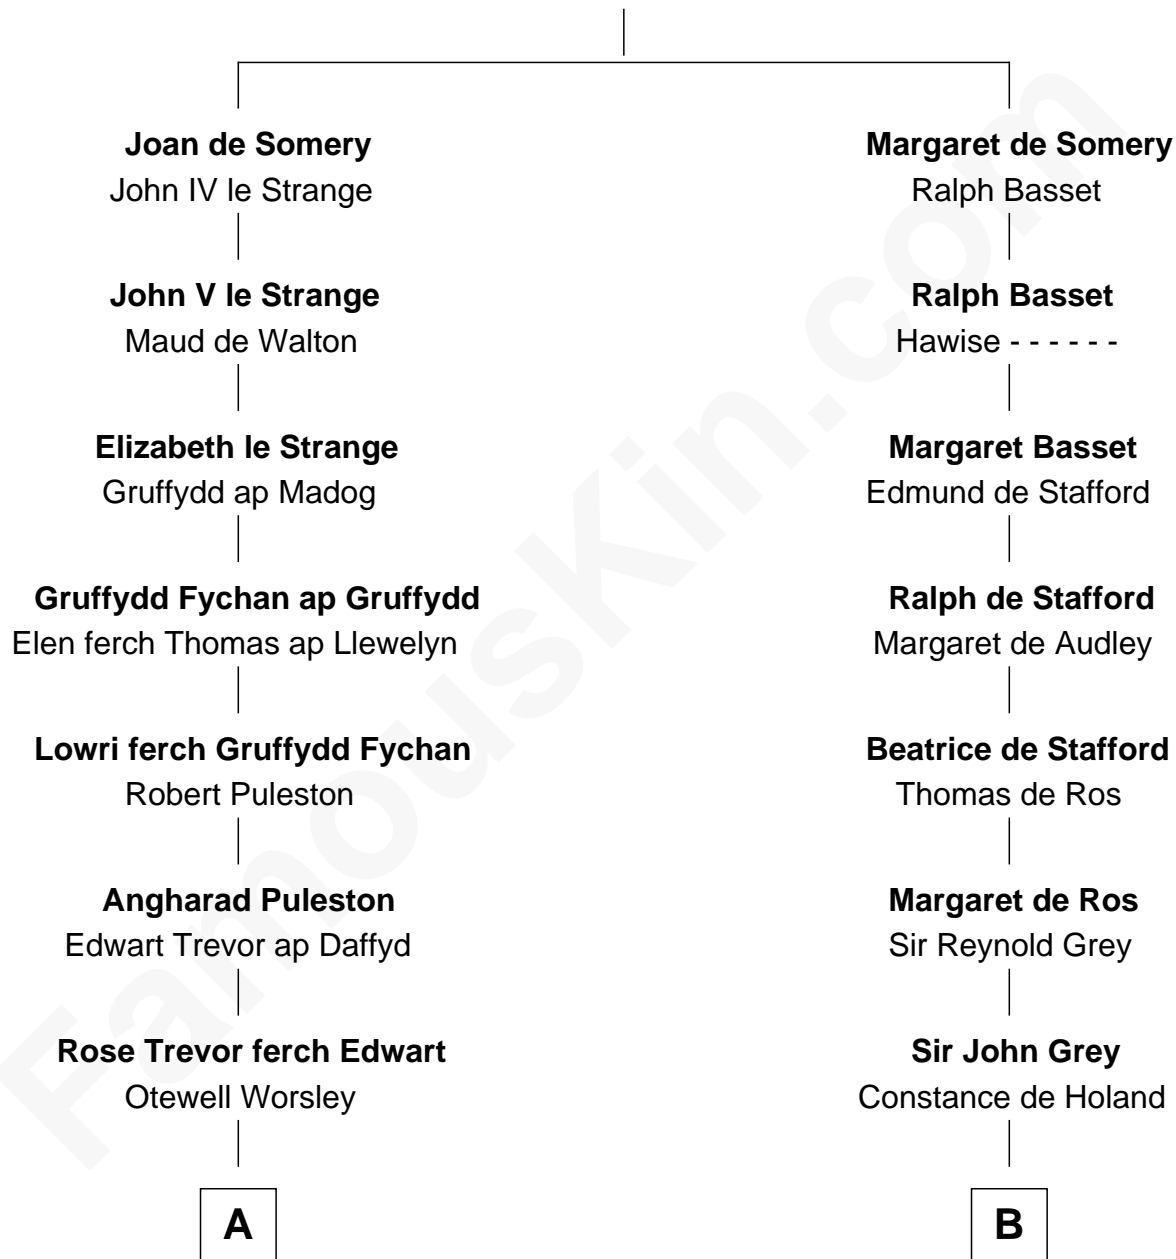 Joan de Somery
John IV le Strange
John V le Strange
Maud de Walton
Elizabeth le Strange
Gruffydd ap Madog
Gruffydd Fychan ap Gruffydd
Elen ferch Thomas ap Llewelyn
Lowri ferch Gruffydd Fychan
Robert Puleston
Angharad Puleston
Edwart Trevor ap Daffyd
Rose Trevor ferch Edwart
Otewell Worsley
A
Margaret de Somery
Ralph Basset
Ralph Basset
Hawise - - - - - -
Margaret Basset
Edmund de Stafford
Ralph de Stafford
Margaret de Audley
Beatrice de Stafford
Thomas de Ros
Margaret de Ros
Sir Reynold Grey
Sir John Grey
Constance de Holand
B
FamousKin.com